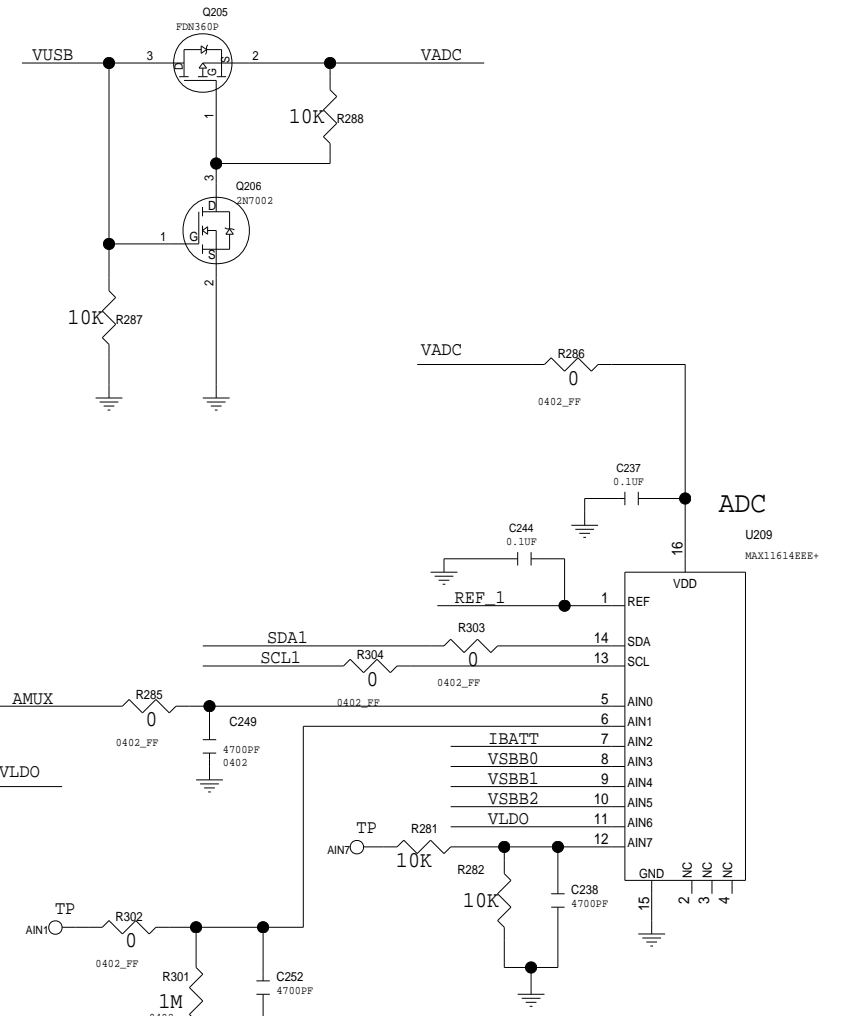 Q205
FDN360P
VUSB
3
D
G
S
2
VADC
1
10K
R288
3
Q206
2N7002
D
1
G
S
2
10K
R287
VADC
R286
0
0402_FF
C237
0.1UF
ADC
U209
MAX11614EEE+
C244
0.1UF
16
VDD
REF_1
1
REF
R303
SDA1
14
SDA
SCL1
R304
0
13
SCL
0
0402_FF
0402_FF
AMUX
R285
5
AIN0
0
C249
6
AIN1
0402_FF
4700PF
0402
IBATT
7
AIN2
VSBB0
8
AIN3
VLDO
VSBB1
9
AIN4
VSBB2
10
AIN5
VLDO
11
AIN6
TP
R281
12
AIN7
AIN7
10K
R282
GND
NC
NC
NC
10K
C238
4700PF
15
2
3
4
TP
R302
AIN1
0
0402_FF
R301
C252
4700PF
1M